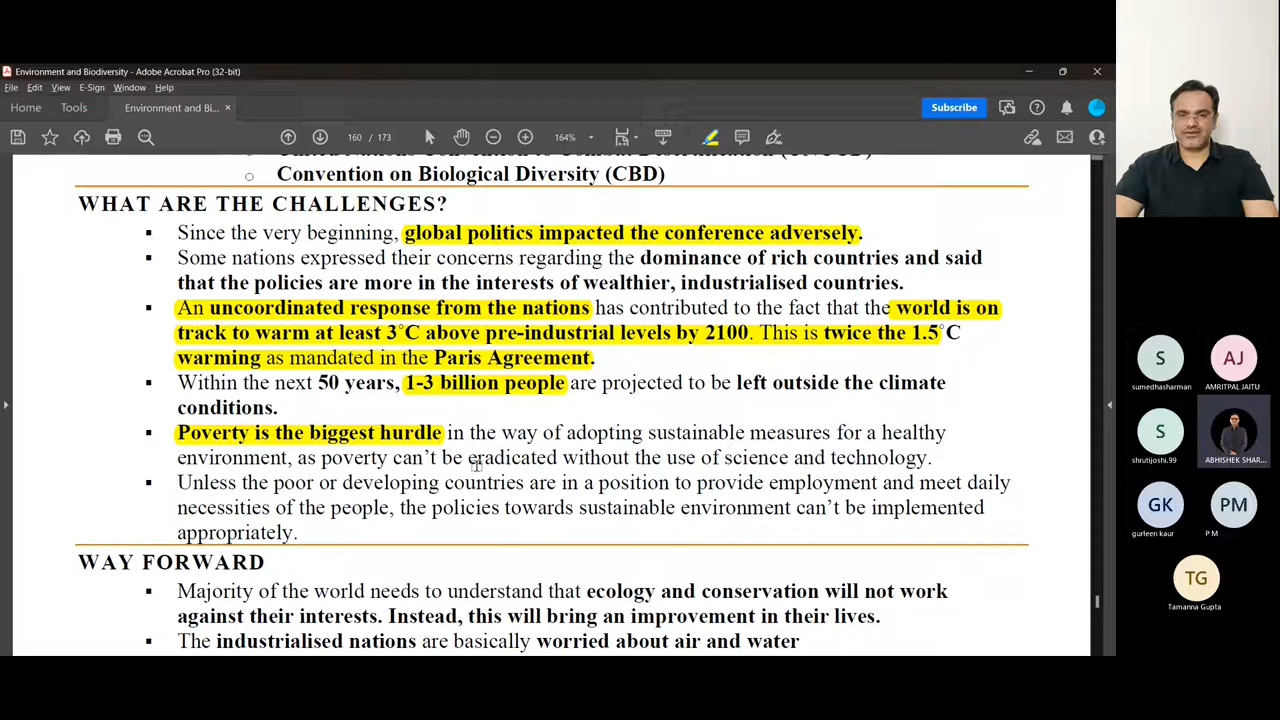 Environment and Biodiversity - Adobe Acrobat Pro (32-bit)
File Edit View E-Sign Window Help
Home Tools Environment and Bi... × Subscribe
160 / 173 164%
Convention on Biological Diversity (CBD)
WHAT ARE THE CHALLENGES?
Since the very beginning, global politics impacted the conference adversely.
Some nations expressed their concerns regarding the dominance of rich countries and said
that the policies are more in the interests of wealthier, industrialised countries.
An uncoordinated response from the nations has contributed to the fact that the world is on
track to warm at least 3°C above pre-industrial levels by 2100. This is twice the 1.5°C
warming as mandated in the Paris Agreement.
Within the next 50 years, 1-3 billion people are projected to be left outside the climate
conditions.
Poverty is the biggest hurdle in the way of adopting sustainable measures for a healthy
environment, as poverty can't be eradicated without the use of science and technology.
Unless the poor or developing countries are in a position to provide employment and meet daily
necessities of the people, the policies towards sustainable environment can't be implemented
appropriately.
WAY FORWARD
Majority of the world needs to understand that ecology and conservation will not work
against their interests. Instead, this will bring an improvement in their lives.
The industrialised nations are basically worried about air and water
S AJ
sumedhasharman AMRITPAL JAITU
S
shrutijoshi.99 ABHISHEK SHAR...
GK PM
gurleen kaur P M
TG
Tamanna Gupta